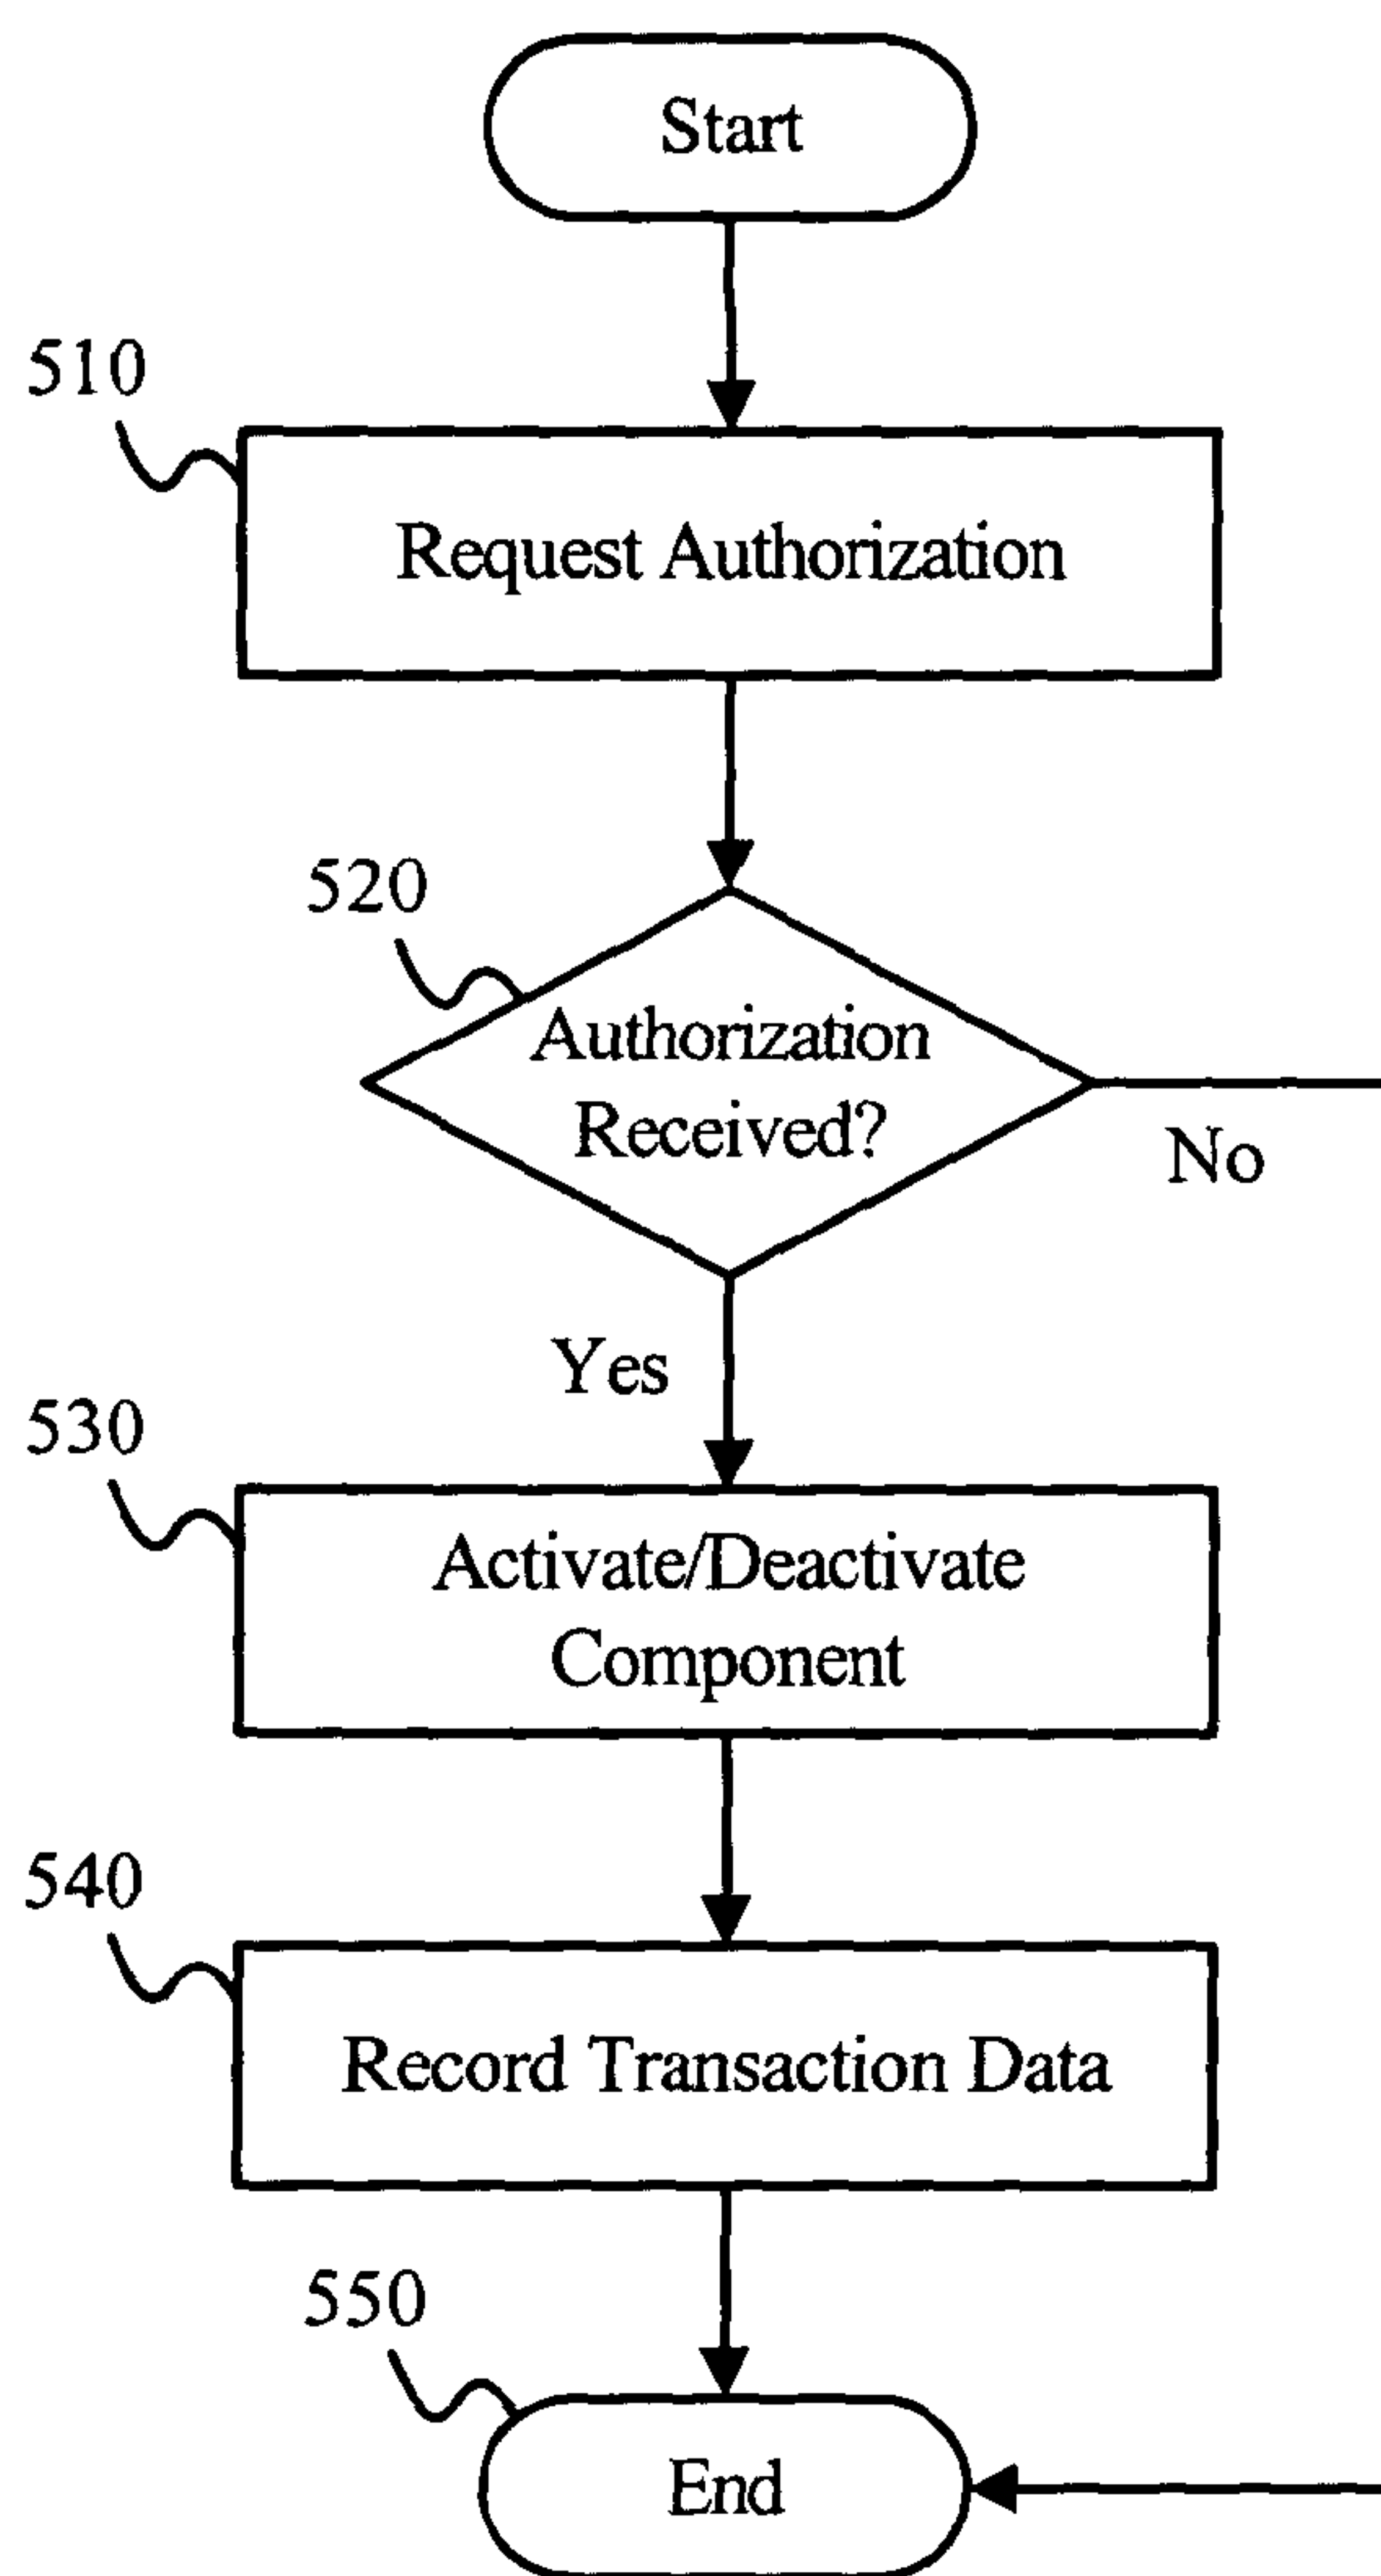 Start
510
Request Authorization
520
Authorization
Received?
No
Yes
530
Activate/Deactivate
Component
540
Record Transaction Data
550
End